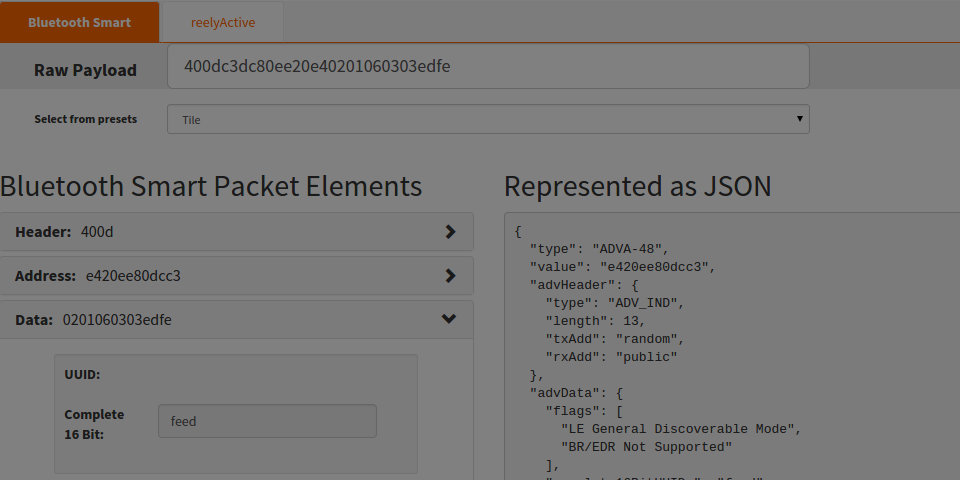 Bluetooth Smart
reelyActive
Raw Payload
400dc3dc80ee20e40201060303edfe
Select from presets
Tile
Bluetooth Smart Packet Elements
Header: 400d
Address: e420ee80dcc3
Data: 0201060303edfe
UUID:
Complete
16 Bit:
feed
Represented as JSON
{
"type": "ADVA-48",
"value": "e420ee80dcc3",
"advHeader": {
"type": "ADV_IND",
"length": 13,
"txAdd": "random",
"rxAdd": "public"
},
"advData": {
"flags": [
"LE General Discoverable Mode",
"BR/EDR Not Supported"
],